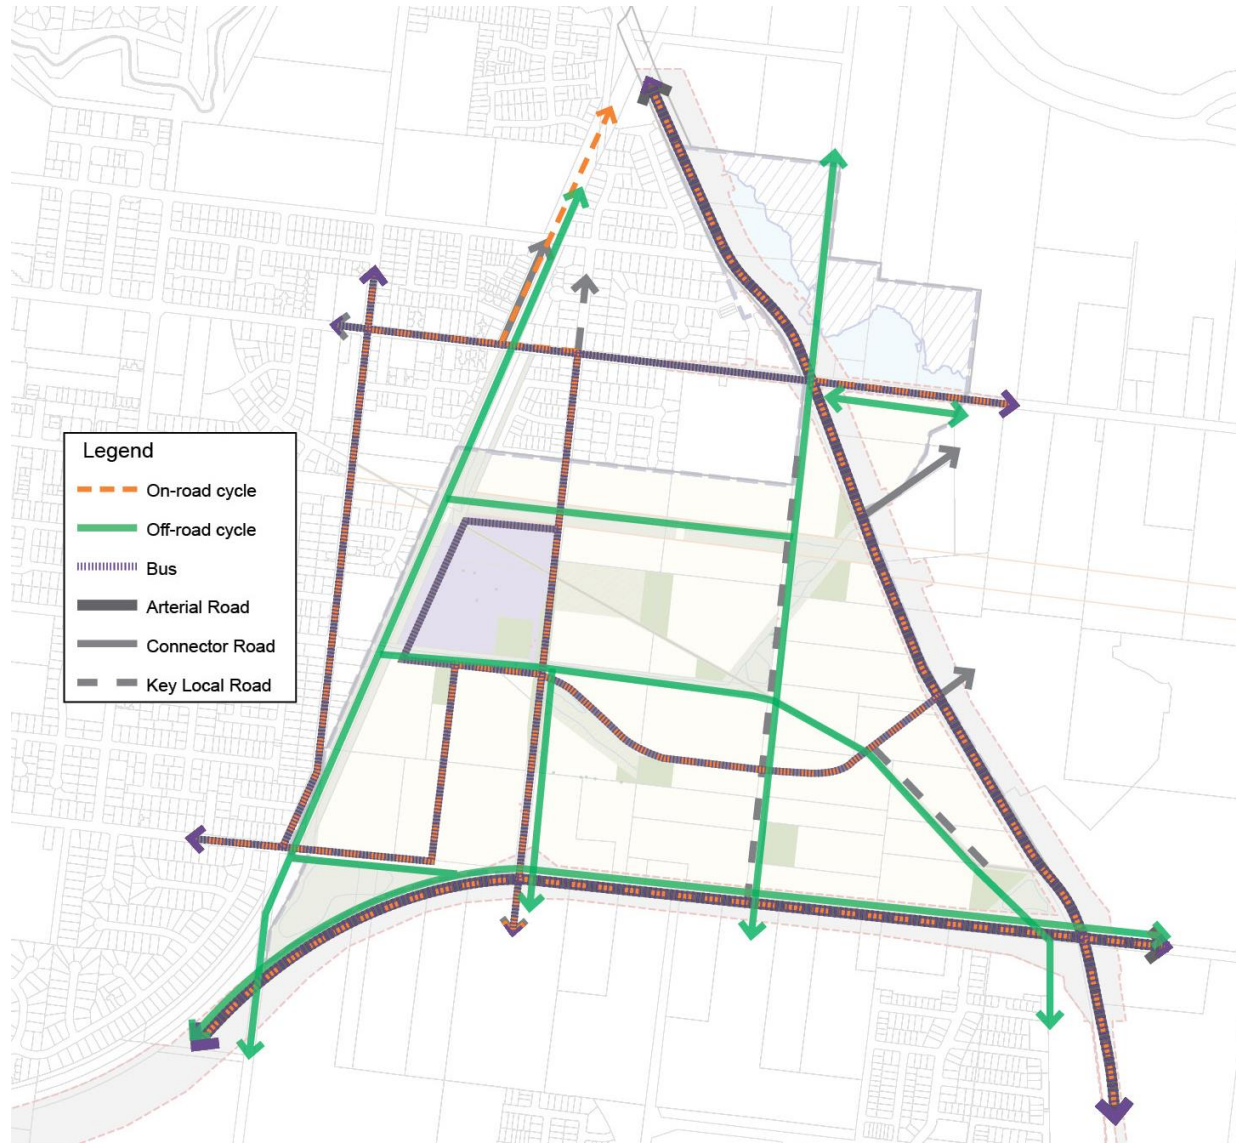 Legend
On-road cycle
Off-road cycle
Bus
Arterial Road
Connector Road
Key Local Road